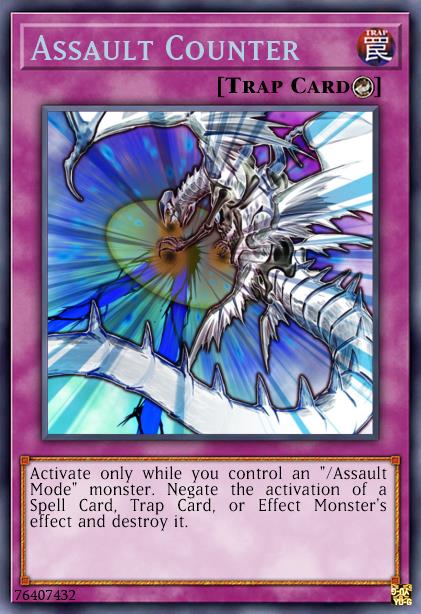 ASSAULT COUNTER
TRAP
罠
[TRAP CARD]
Activate only while you control an "/Assault
Mode" monster. Negate the activation of a
Spell Card, Trap Card, or Effect Monster's
effect and destroy it.
76407432